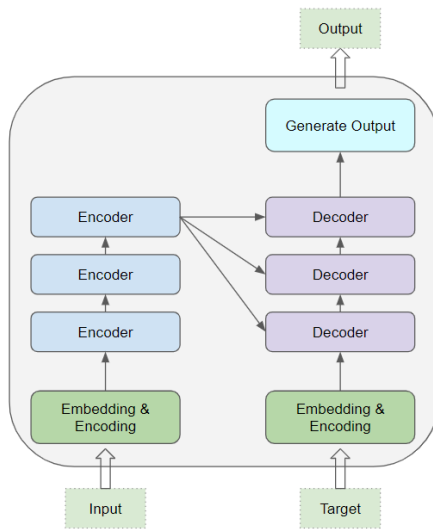 Output
Generate Output
Encoder
Decoder
Encoder
Decoder
Encoder
Decoder
Embedding &
Encoding
Embedding &
Encoding
Input
Target